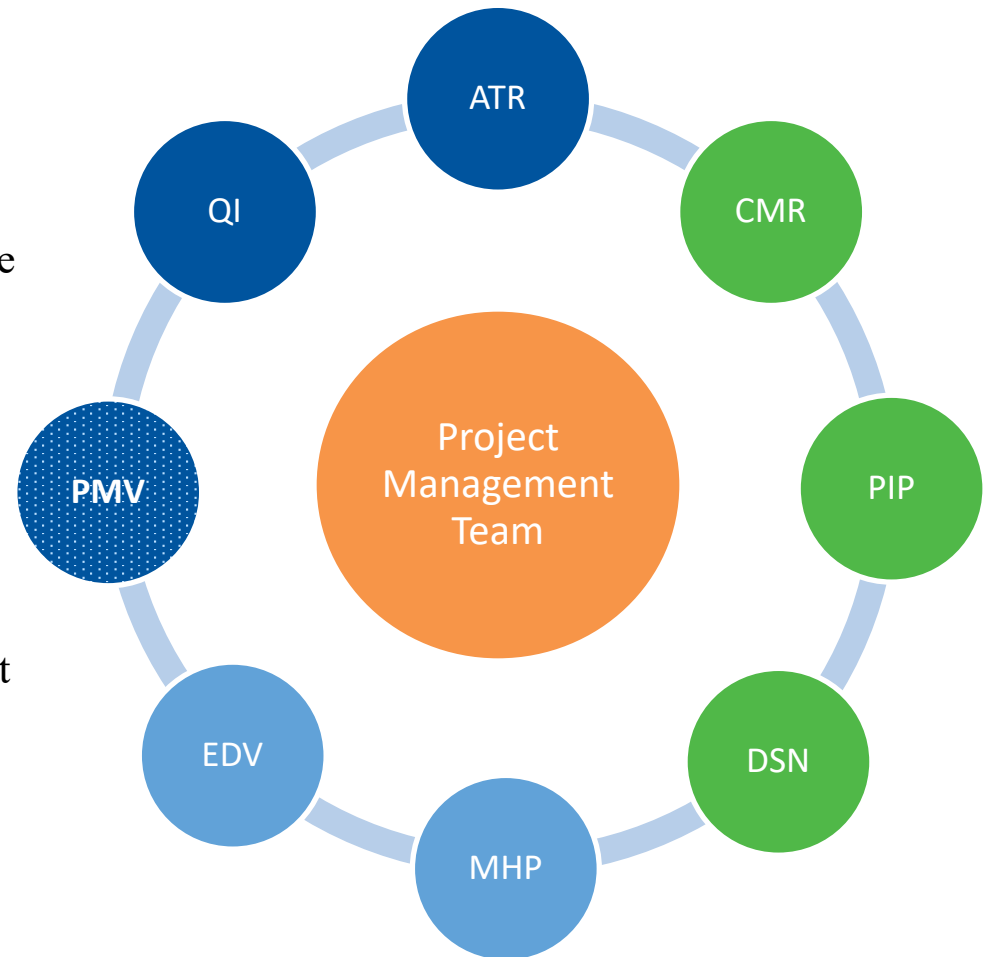 ATR
QI
CMR
e
Project
Management
Team
PMV
PIP
t
EDV
DSN
MHP